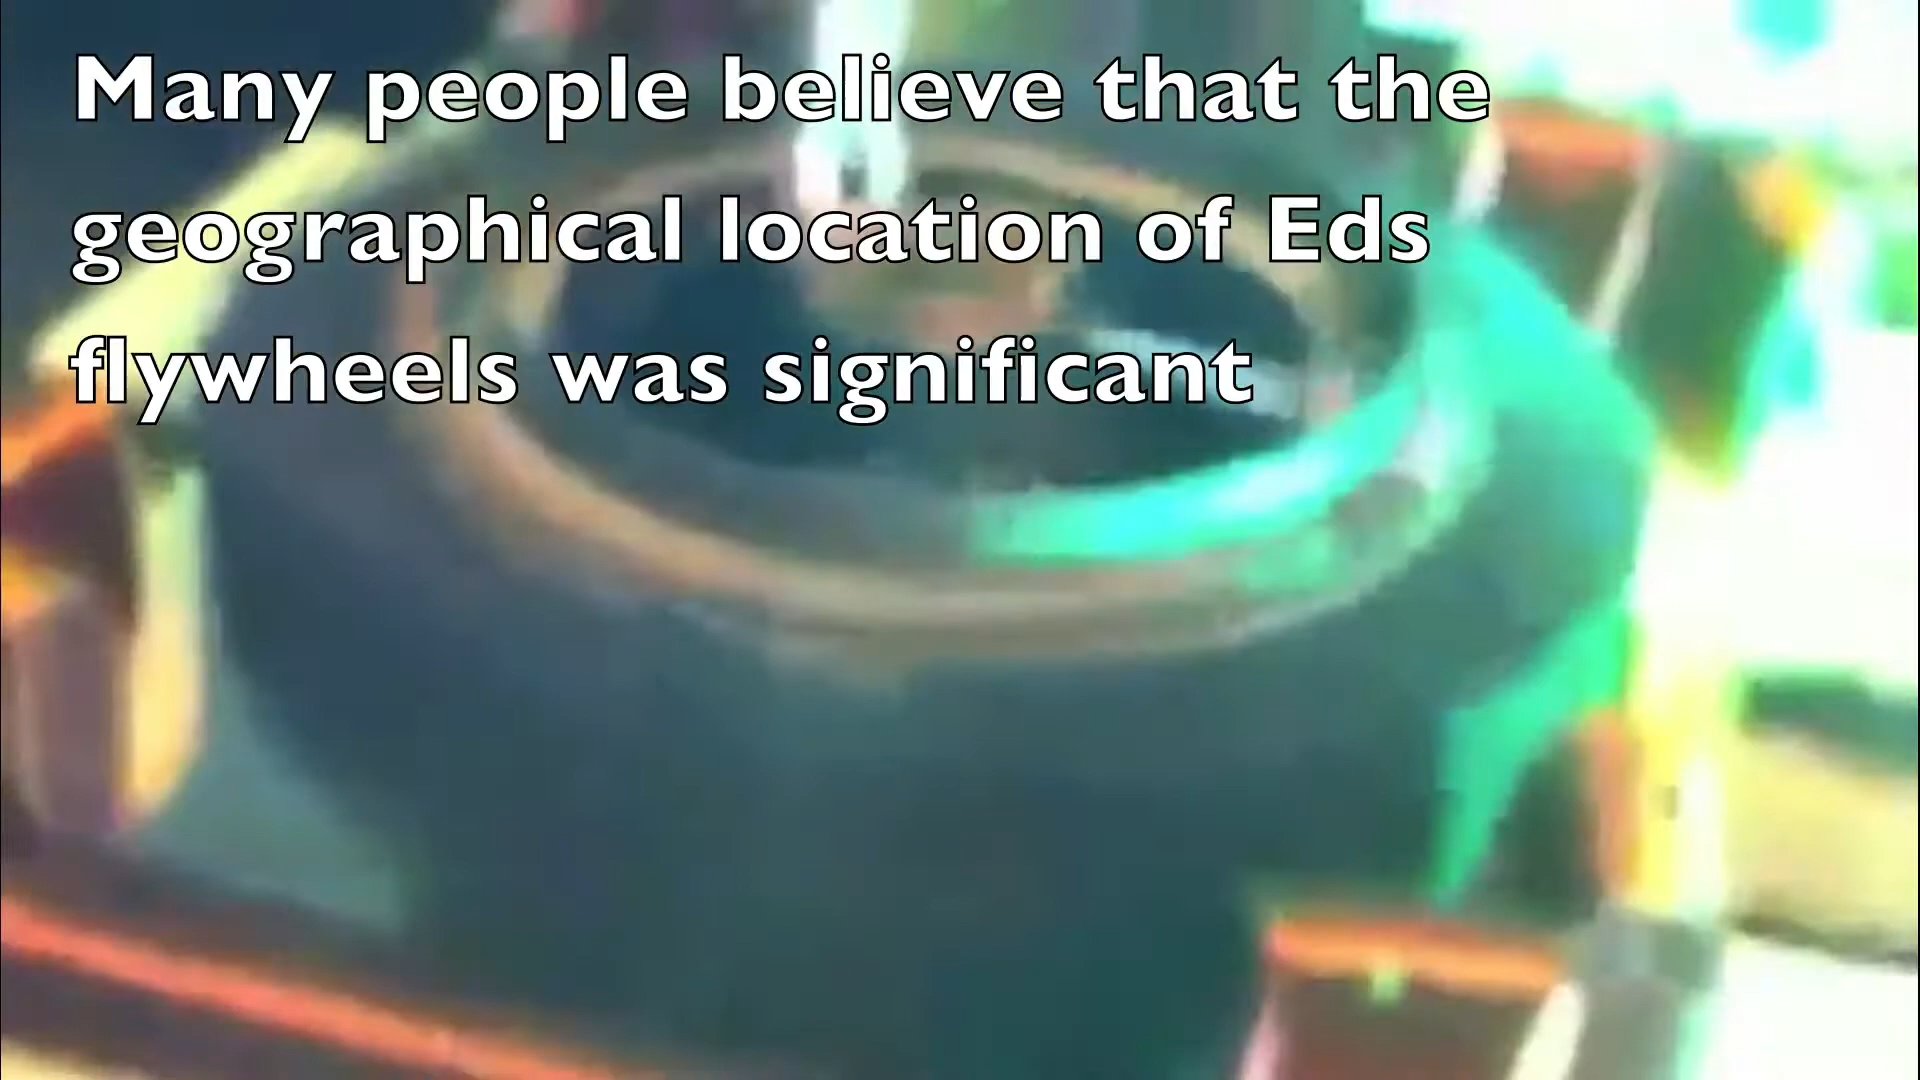 Many people believe that the
geographical location of Eds
flywheels was significant